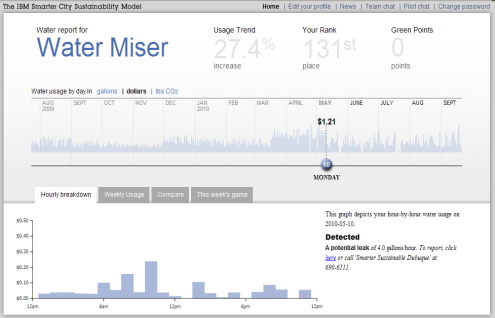 The IBM Smarter City Sustainability Model
Home | Edit your profile | News | Team chat | Pilot chat | Change password
Water report for
Water Miser
Usage Trend
27.4%
increase
Your Rank
131st
place
Green Points
0
points
Water usage by day in gallons | dollars | lbs CO2
AUG 2009 SEPT OCT NOV DEC JAN 2010 FEB MAR APRIL MAY JUNE JULY AUG SEPT
$1.21
10
MONDAY
Hourly breakdown Weekly Usage Compare This week's game
$0.50
$0.40
$0.30
$0.20
$0.10
$0.00
12am 3am 6am 9am 12pm 3pm 6pm 9pm 12am
This graph depicts your hour-by-hour water usage on
2010-05-10.
Detected
A potential leak of 4.0 gallons/hour. To report, click
here or call 'Smarter Sustainable Dubuque' at
690-6111.